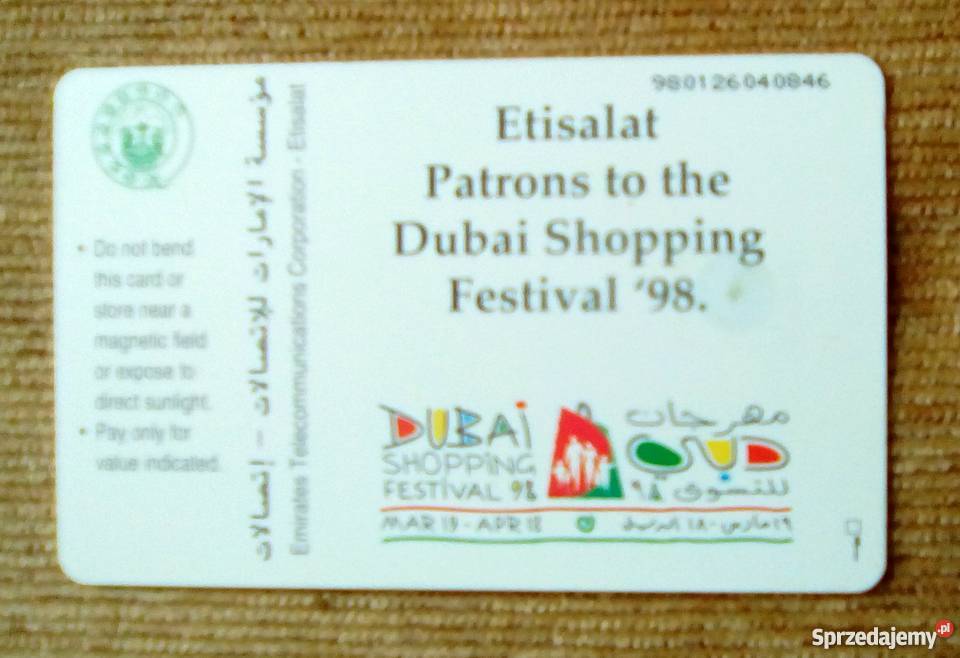 980126040846
Etisalat
Patrons to the
Dubai Shopping
Festival '98.
• Do not bend
this card or
store near a
magnetic field
or expose to
direct sunlight.
• Pay only for
value indicated.
مؤسسة الإمارات للإتصالات - إتصالات
Emirates Telecommunications Corporation - Etisalat
DUBAI
SHOPPING
FESTIVAL 98
MAR 19 - APR 18
مهرجان
دبي
للتسوق ٩٨
١٩ مارس - ١٨ ابريل
Sprzedajemy.pl